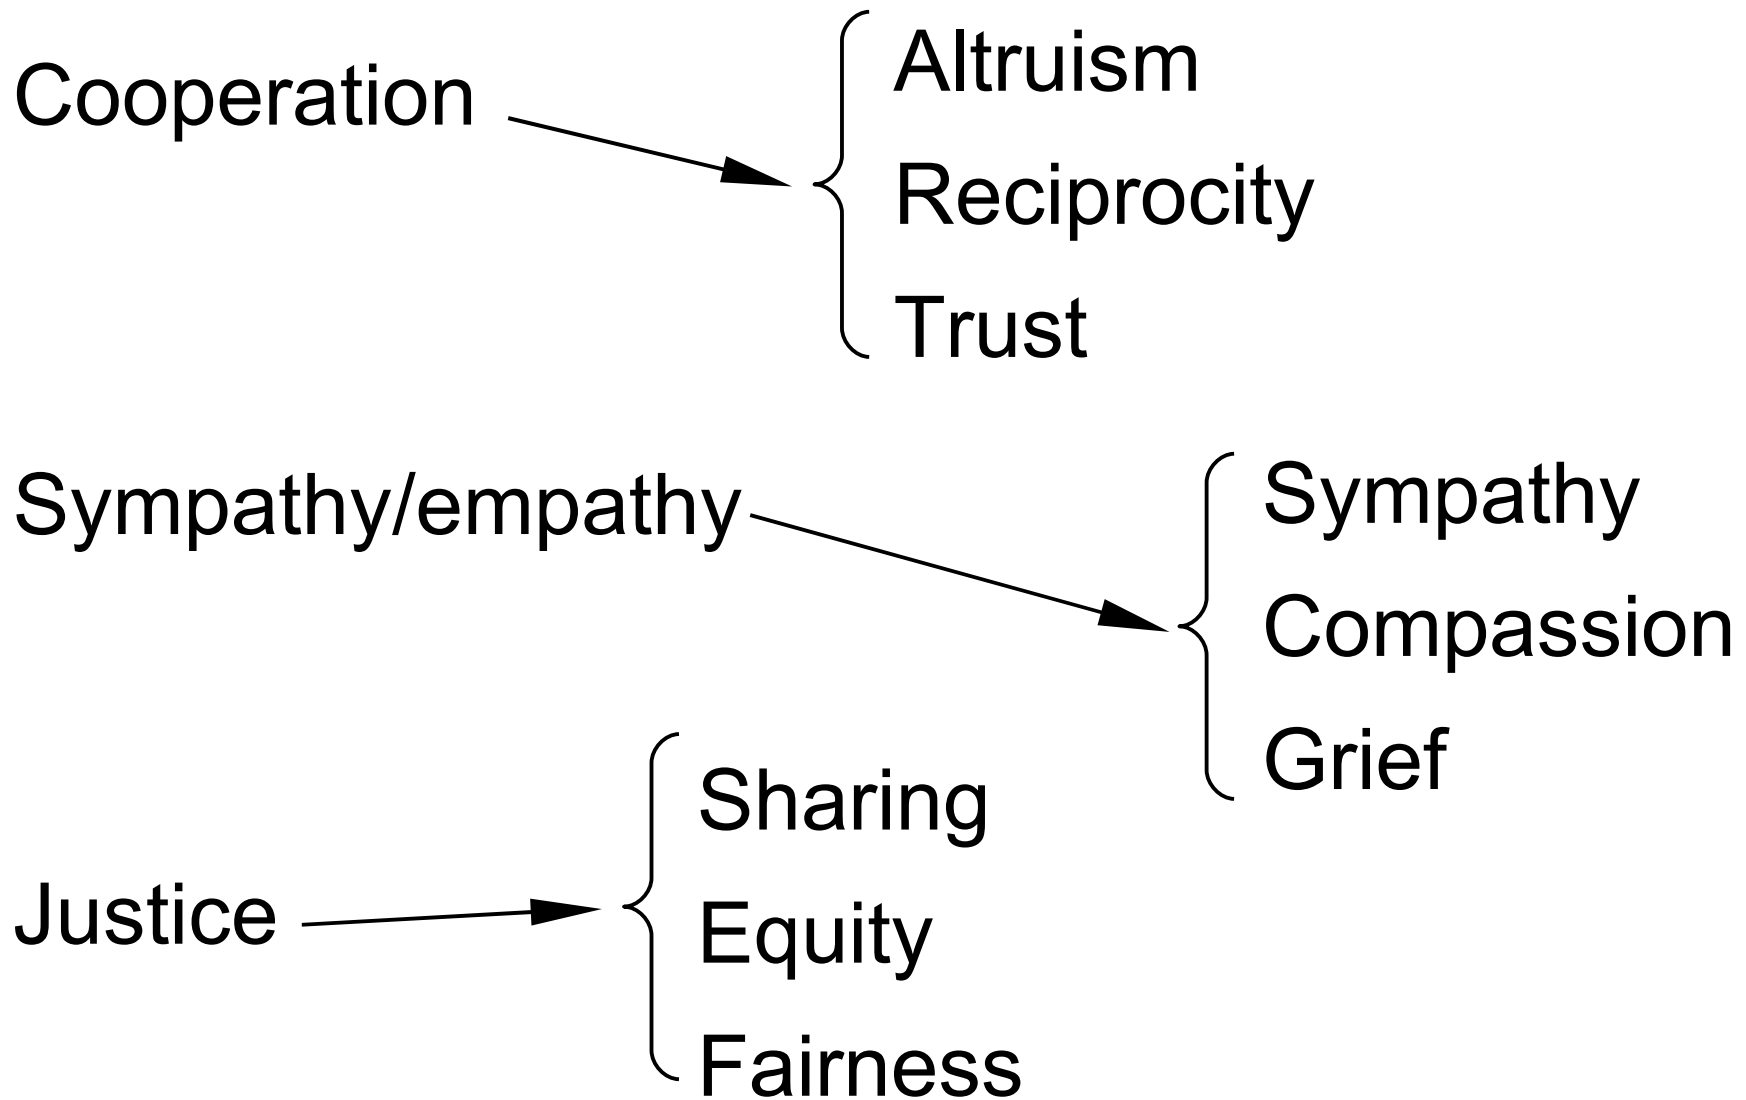 Cooperation
Altruism
Reciprocity
Trust
Sympathy/empathy
Sympathy
Compassion
Grief
Justice
Sharing
Equity
Fairness